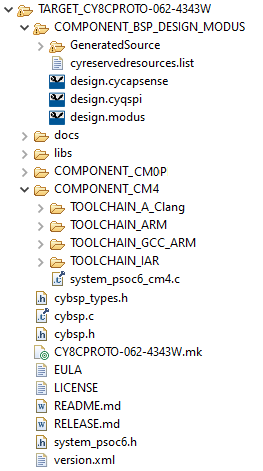 TARGET_CY8CPROTO-062-4343W
COMPONENT_BSP_DESIGN_MODUS
GeneratedSource
cyreservedresources.list
design.cycapsense
design.cyqspi
design.modus
docs
libs
COMPONENT_CM0P
COMPONENT_CM4
TOOLCHAIN_A_Clang
TOOLCHAIN_ARM
TOOLCHAIN_GCC_ARM
TOOLCHAIN_IAR
system_psoc6_cm4.c
cybsp_types.h
cybsp.c
cybsp.h
CY8CPROTO-062-4343W.mk
EULA
LICENSE
README.md
RELEASE.md
system_psoc6.h
version.xml